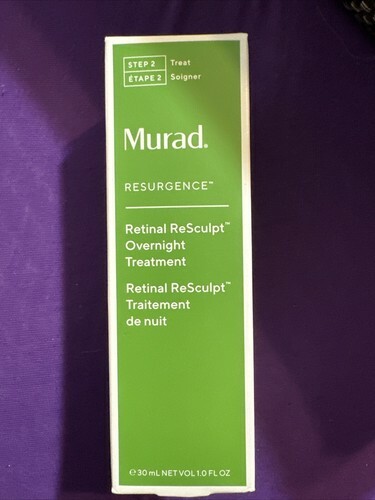 STEP 2 Treat
ÉTAPE 2 Soigner
Murad.
RESURGENCE™
Retinal ReSculpt™
Overnight
Treatment
Retinal ReSculpt™
Traitement
de nuit
℮ 30 mL NET VOL 1.0 FL OZ